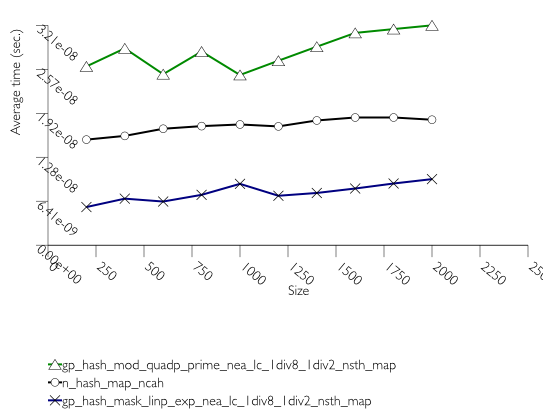 Average time (sec.)
3.21e-08
2.57e-08
1.92e-08
1.28e-08
6.41e-09
0.00e+00
0
250
500
750
1000
1250
1500
1750
2000
2250
Size
gp_hash_mod_quadp_prime_nea_lc_1div8_1div2_nsth_map
n_hash_map_ncah
gp_hash_mask_linp_exp_nea_lc_1div8_1div2_nsth_map